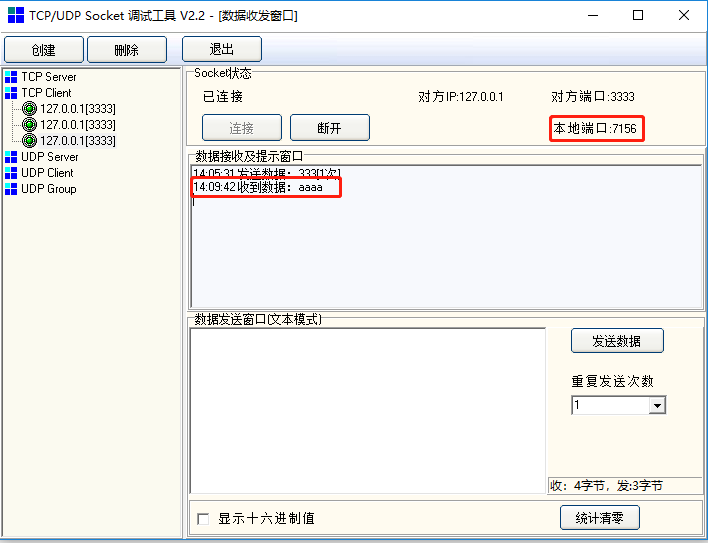 TCP/UDP Socket 调试工具 V2.2 - [数据收发窗口]
创建 删除 退出
TCP Server
TCP Client
127.0.0.1[3333]
127.0.0.1[3333]
127.0.0.1[3333]
UDP Server
UDP Client
UDP Group
Socket状态
已连接 对方IP:127.0.0.1 对方端口:3333
连接 断开 本地端口:7156
数据接收及提示窗口
14:05:31 发送数据：333[1次]
14:09:42 收到数据：aaaa
数据发送窗口(文本模式)
发送数据
重复发送次数
1
收：4字节，发:3字节
显示十六进制值 统计清零